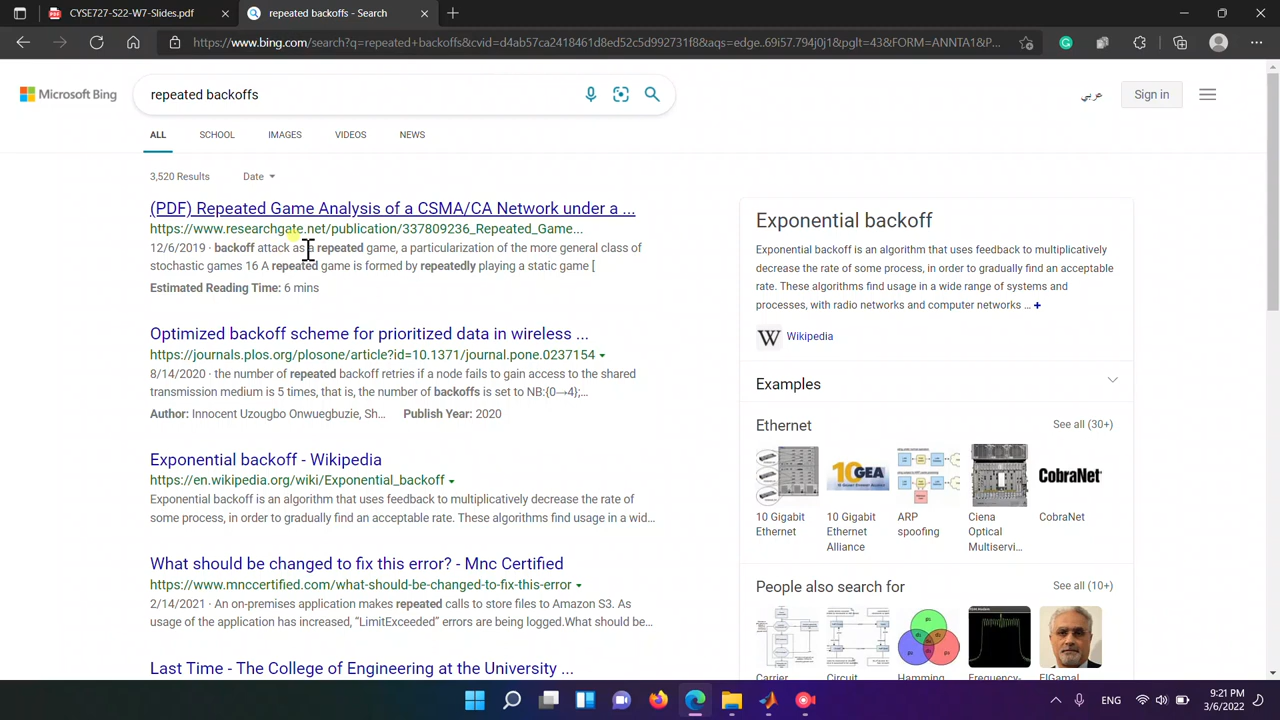 CYSE727-S22-W7-Slides.pdf
repeated backoffs - Search
https://www.bing.com/search?q=repeated+backoffs&cvid=d4ab57ca2418461d8ed52c5d992731f8&aqs=edge..69i57.794j0j1&pglt=43&FORM=ANNTA1&P...
Microsoft Bing
repeated backoffs
عربي
Sign in
ALL
SCHOOL
IMAGES
VIDEOS
NEWS
3,520 Results
Date
(PDF) Repeated Game Analysis of a CSMA/CA Network under a ...
https://www.researchgate.net/publication/337809236_Repeated_Game...
12/6/2019 · backoff attack as a repeated game, a particularization of the more general class of
stochastic games 16 A repeated game is formed by repeatedly playing a static game [
Estimated Reading Time: 6 mins
Optimized backoff scheme for prioritized data in wireless ...
https://journals.plos.org/plosone/article?id=10.1371/journal.pone.0237154
8/14/2020 · the number of repeated backoff retries if a node fails to gain access to the shared
transmission medium is 5 times, that is, the number of backoffs is set to NB:{0→4};...
Author: Innocent Uzougbo Onwuegbuzie, Sh... Publish Year: 2020
Exponential backoff - Wikipedia
https://en.wikipedia.org/wiki/Exponential_backoff
Exponential backoff is an algorithm that uses feedback to multiplicatively decrease the rate of
some process, in order to gradually find an acceptable rate. These algorithms find usage in a wid...
What should be changed to fix this error? - Mnc Certified
https://www.mnccertified.com/what-should-be-changed-to-fix-this-error
2/14/2021 · An on-premises application makes repeated calls to store files to Amazon S3. As
usage of the application has increased, "LimitExceeded" errors are being logged. What should be...
Last Time - The College of Engineering at the University ...
Exponential backoff
Exponential backoff is an algorithm that uses feedback to multiplicatively
decrease the rate of some process, in order to gradually find an acceptable
rate. These algorithms find usage in a wide range of systems and
processes, with radio networks and computer networks ... +
W Wikipedia
Examples
Ethernet
See all (30+)
10GEA
CobraNet
10 Gigabit
Ethernet
10 Gigabit
Ethernet
Alliance
ARP
spoofing
Ciena
Optical
Multiservi...
CobraNet
People also search for
See all (10+)
Carrier
Circuit
Hamming
Frequency-
ElGamal
ENG
9:21 PM
3/6/2022